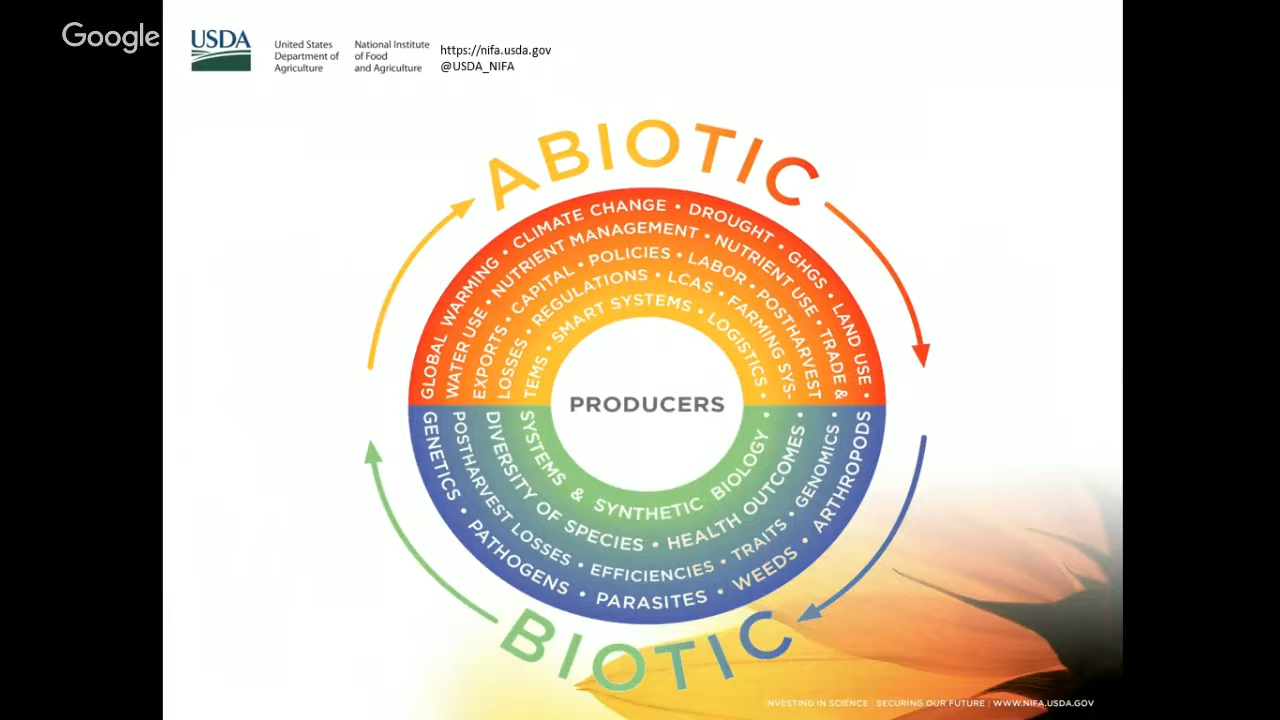 Google
USDA
United States
Department of
Agriculture
National Institute
of Food
and Agriculture
https://nifa.usda.gov
@USDA_NIFA
ABIOTIC
GLOBAL WARMING • CLIMATE CHANGE • DROUGHT • GHGS • LAND USE •
WATER USE • NUTRIENT MANAGEMENT • NUTRIENT USE • TRADE &
EXPORTS • CAPITAL • POLICIES • LABOR • POSTHARVEST
LOSSES • REGULATIONS • LCAS • FARMING SYS-
TEMS • SMART SYSTEMS • LOGISTICS •
PRODUCERS
SYSTEMS & SYNTHETIC BIOLOGY •
DIVERSITY OF SPECIES • HEALTH OUTCOMES •
POSTHARVEST LOSSES • EFFICIENCIES • TRAITS • GENOMICS •
GENETICS • PATHOGENS • PARASITES • WEEDS • ARTHROPODS
BIOTIC
INVESTING IN SCIENCE | SECURING OUR FUTURE | WWW.NIFA.USDA.GOV